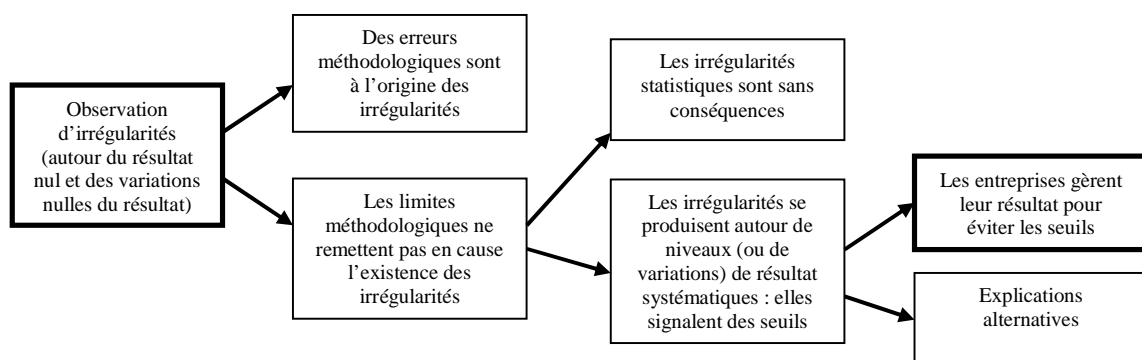 Observation
d’irrégularités
(autour du résultat
nul et des variations
nulles du résultat)
Des erreurs
méthodologiques sont
à l’origine des
irrégularités
Les limites
méthodologiques ne
remettent pas en cause
l’existence des
irrégularités
Les irrégularités
statistiques sont sans
conséquences
Les irrégularités se
produisent autour de
niveaux (ou de
variations) de résultat
systématiques : elles
signalent des seuils
Les entreprises gèrent
leur résultat pour
éviter les seuils
Explications
alternatives